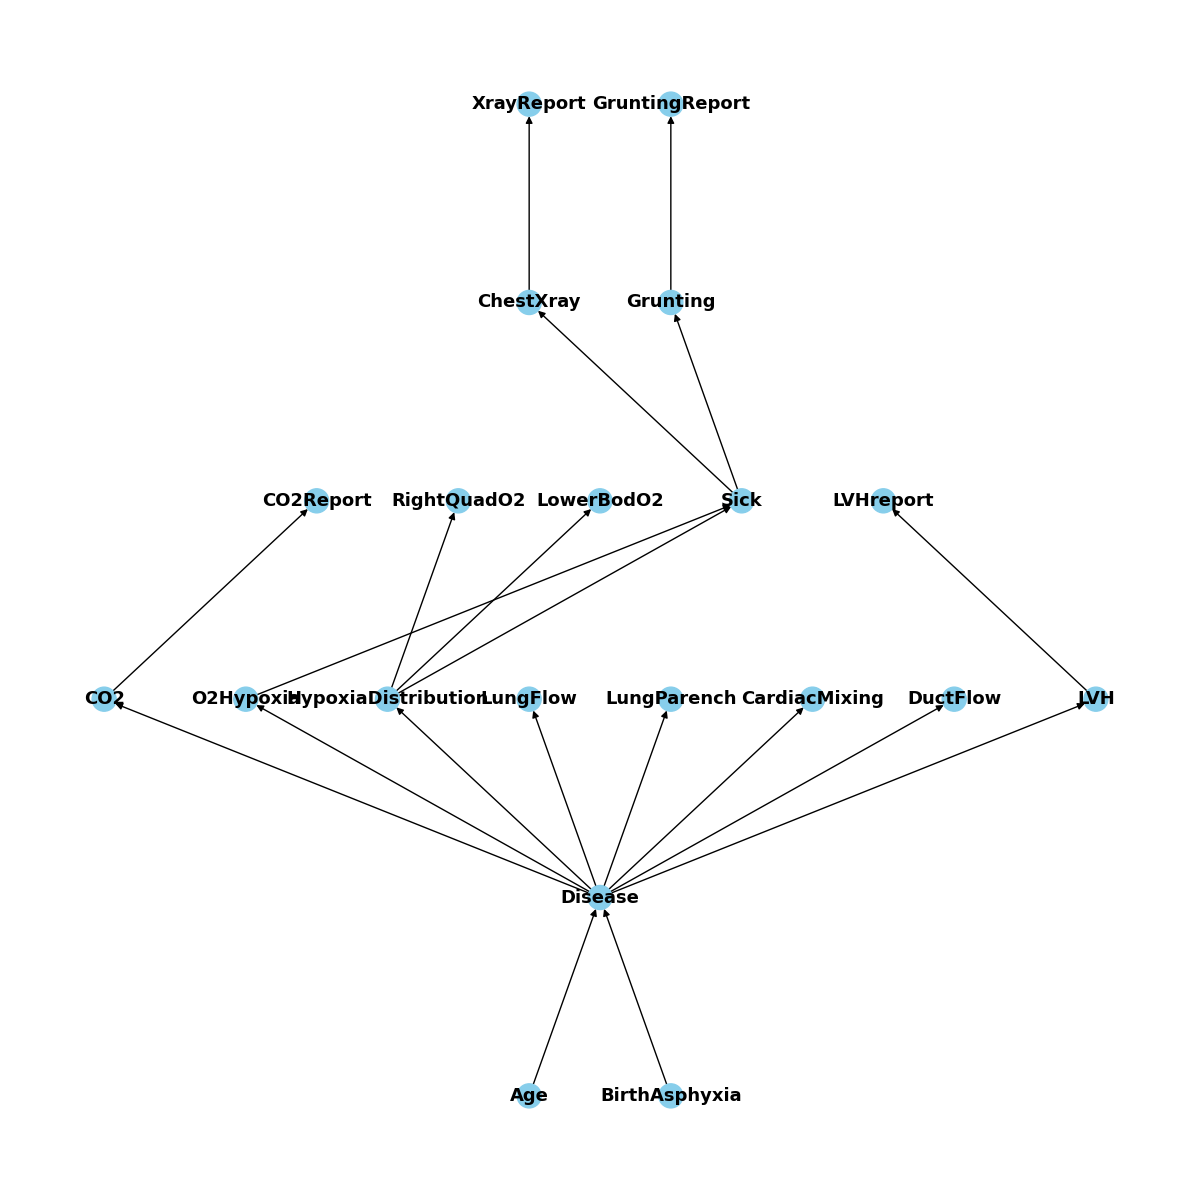 XrayReport GruntingReport
ChestXray Grunting
CO2Report RightQuadO2 LowerBodO2 Sick LVHreport
CO2 O2Hypoxia HypoxiaDistribution LungFlow LungParench CardiacMixing DuctFlow LVH
Disease
Age BirthAsphyxia